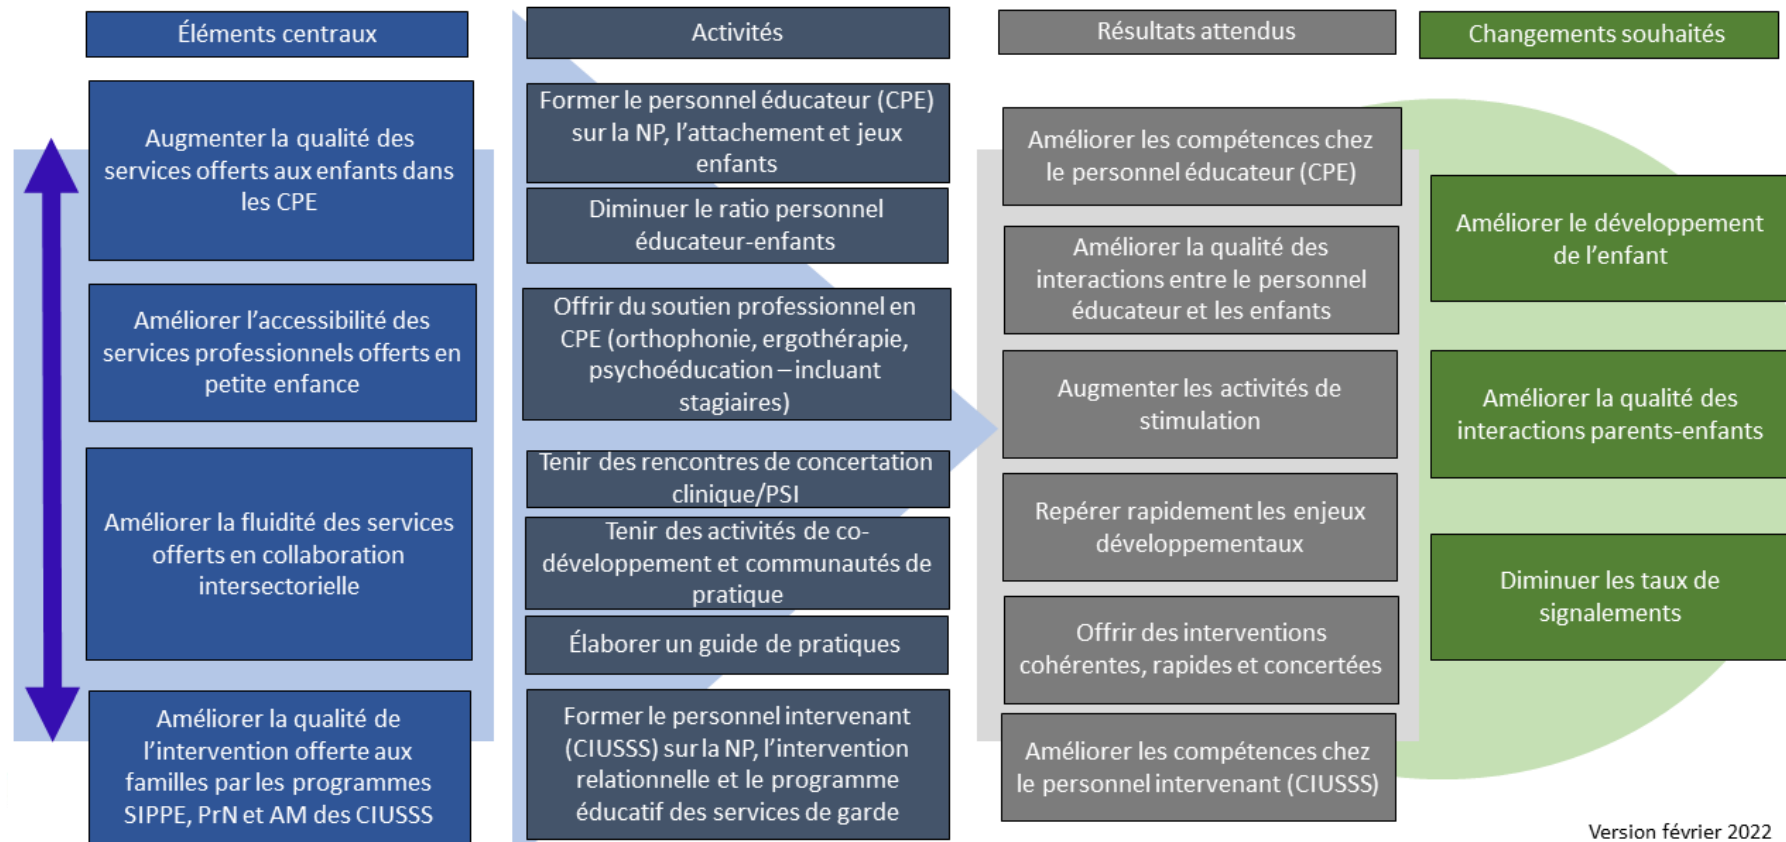 Éléments centraux
Augmenter la qualité des
services offerts aux enfants dans
les CPE
Améliorer l’accessibilité des
services professionnels offerts en
petite enfance
Améliorer la fluidité des services
offerts en collaboration
intersectorielle
Améliorer la qualité de
l’intervention offerte aux
familles par les programmes
SIPPE, PrN et AM des CIUSSS
Activités
Former le personnel éducateur (CPE)
sur la NP, l’attachement et jeux
enfants
Diminuer le ratio personnel
éducateur-enfants
Offrir du soutien professionnel en
CPE (orthophonie, ergothérapie,
psychoéducation – incluant
stagiaires)
Tenir des rencontres de concertation
clinique/PSI
Tenir des activités de co-
développement et communautés de
pratique
Élaborer un guide de pratiques
Former le personnel intervenant
(CIUSSS) sur la NP, l’intervention
relationnelle et le programme
éducatif des services de garde
Résultats attendus
Améliorer les compétences chez
le personnel éducateur (CPE)
Améliorer la qualité des
interactions entre le personnel
éducateur et les enfants
Augmenter les activités de
stimulation
Repérer rapidement les enjeux
développementaux
Offrir des interventions
cohérentes, rapides et concertées
Améliorer les compétences chez
le personnel intervenant (CIUSSS)
Changements souhaités
Améliorer le développement
de l’enfant
Améliorer la qualité des
interactions parents-enfants
Diminuer les taux de
signalements
Version février 2022